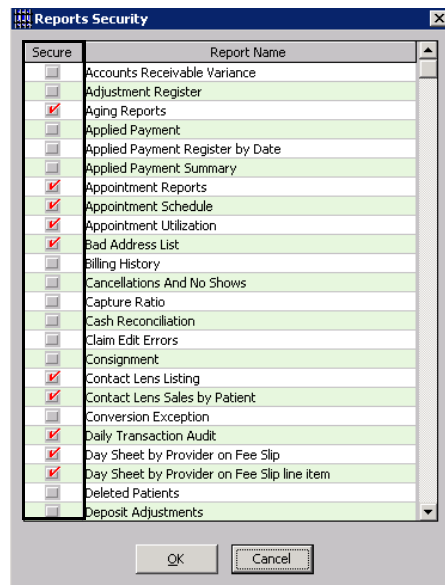 Reports Security
Secure Report Name
Accounts Receivable Variance
Adjustment Register
Aging Reports
Applied Payment
Applied Payment Register by Date
Applied Payment Summary
Appointment Reports
Appointment Schedule
Appointment Utilization
Bad Address List
Billing History
Cancellations And No Shows
Capture Ratio
Cash Reconciliation
Claim Edit Errors
Consignment
Contact Lens Listing
Contact Lens Sales by Patient
Conversion Exception
Daily Transaction Audit
Day Sheet by Provider on Fee Slip
Day Sheet by Provider on Fee Slip line item
Deleted Patients
Deposit Adjustments
OK Cancel